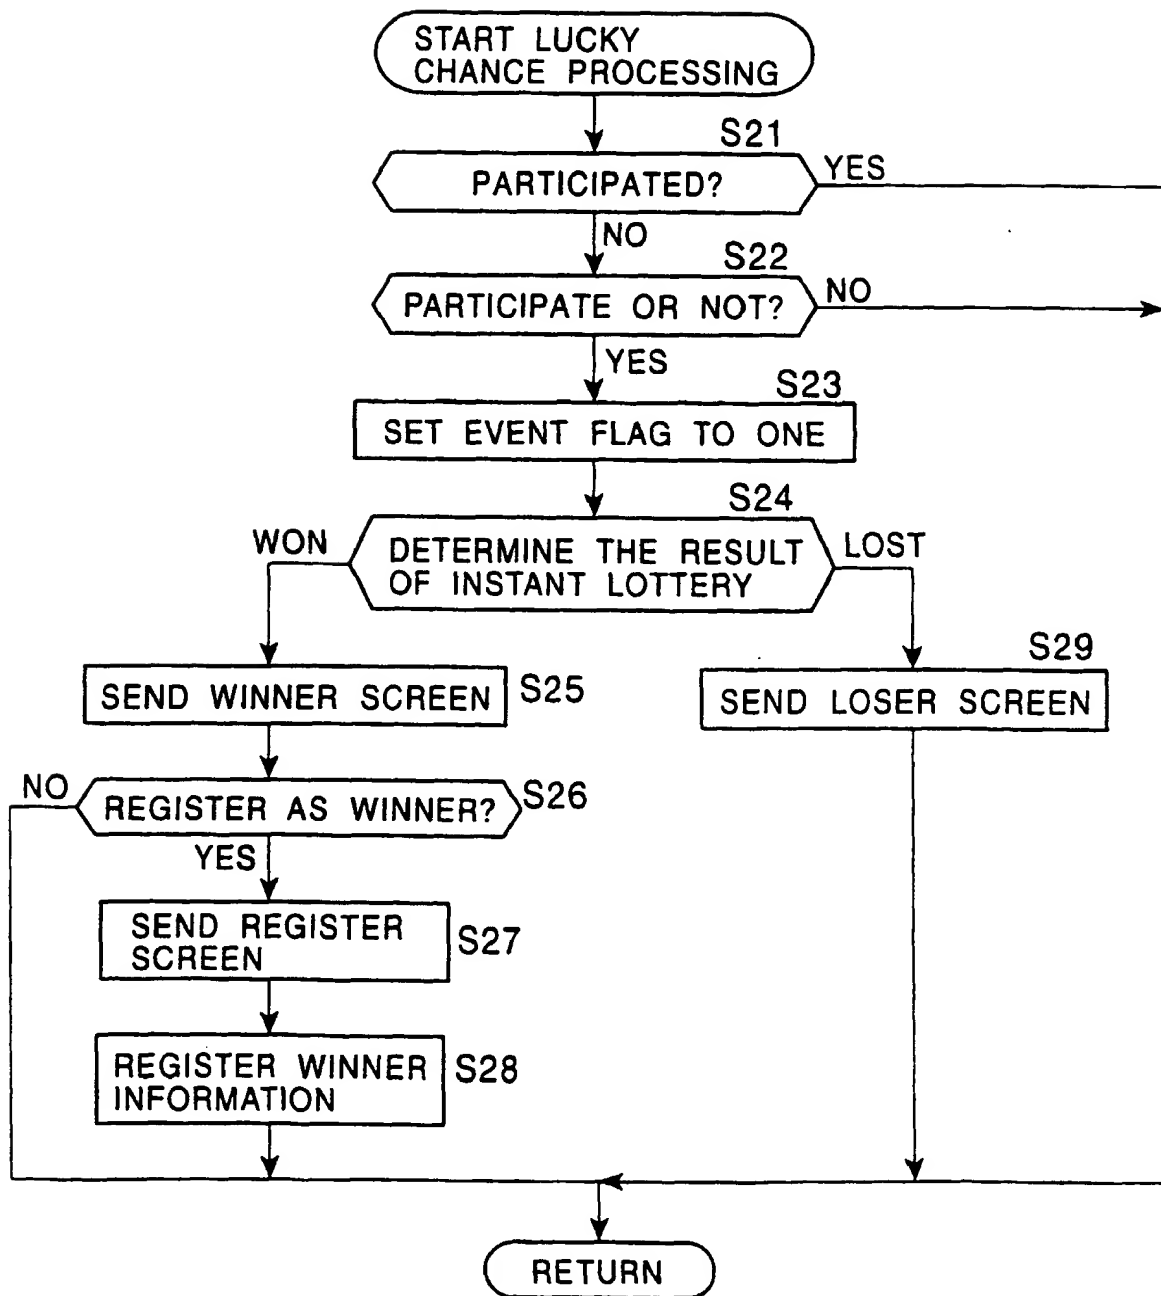 START LUCKY
CHANCE PROCESSING
S21
PARTICIPATED?
YES
NO
S22
PARTICIPATE OR NOT?
NO
YES
S23
SET EVENT FLAG TO ONE
S24
WON
DETERMINE THE RESULT
OF INSTANT LOTTERY
LOST
S29
SEND WINNER SCREEN
S25
SEND LOSER SCREEN
NO
REGISTER AS WINNER?
S26
YES
SEND REGISTER
SCREEN
S27
REGISTER WINNER
INFORMATION
S28
RETURN